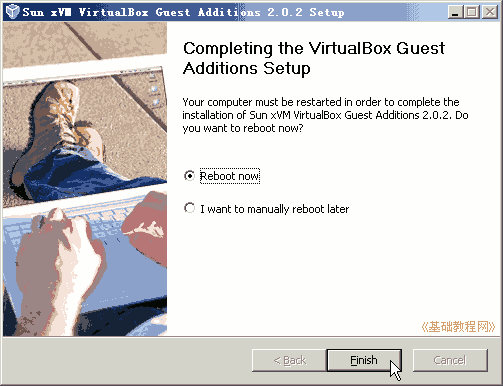 Sun xVM VirtualBox Guest Additions 2.0.2 Setup
Completing the VirtualBox Guest
Additions Setup
Your computer must be restarted in order to complete the
installation of Sun xVM VirtualBox Guest Additions 2.0.2. Do
you want to reboot now?
Reboot now
I want to manually reboot later
《基础教程网》
< Back
Finish
Cancel